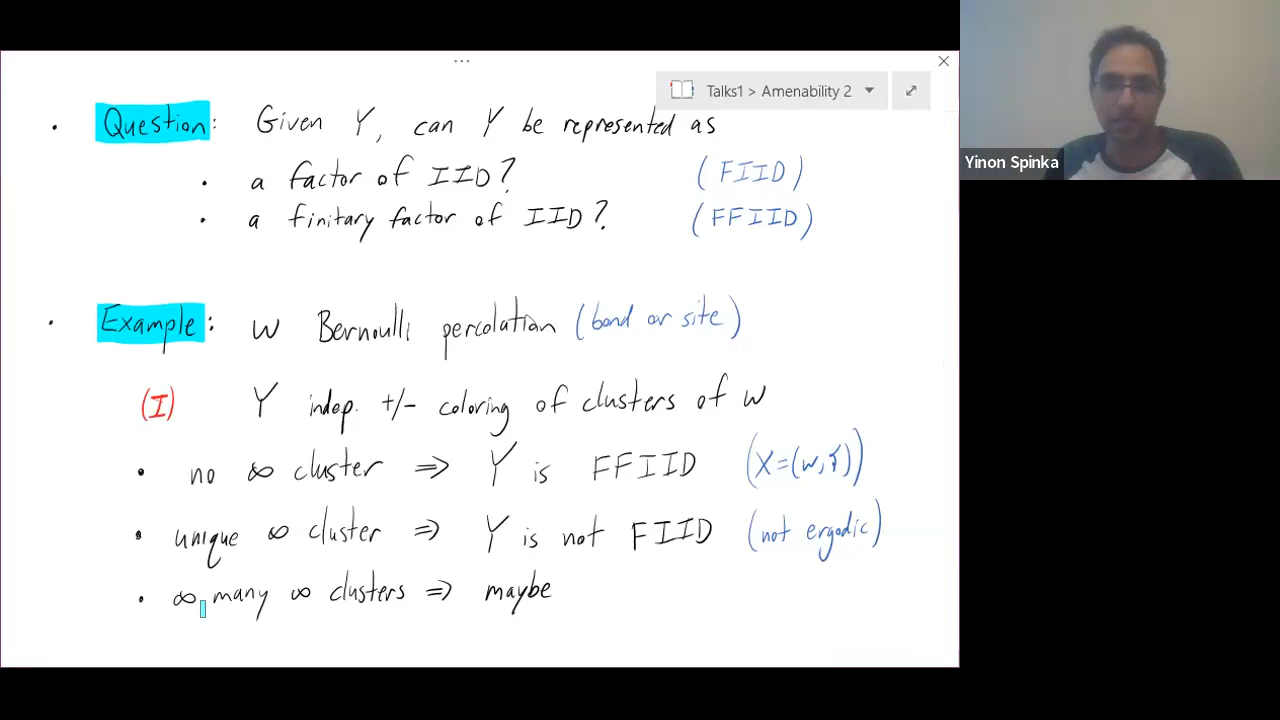 Talks1 > Amenability 2
Yinon Spinka
• Question: Given Y, can Y be represented as
• a factor of IID? (FIID)
• a finitary factor of IID? (FFIID)
• Example: ω Bernoulli percolation (bond or site)
(I) Y indep. +/- coloring of clusters of ω
• no ∞ cluster ⇒ Y is FFIID (X=(ω,ξ))
• unique ∞ cluster ⇒ Y is not FIID (not ergodic)
• ∞ many ∞ clusters ⇒ maybe